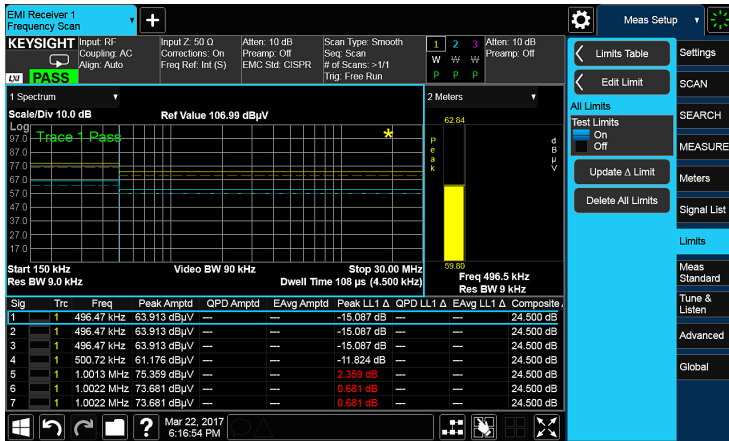 EMI Receiver 1
Frequency Scan
+
Meas Setup
KEYSIGHT
Input: RF
Coupling: AC
Align: Auto
Input Z: 50 Ω
Corrections: On
Freq Ref: Int (S)
Atten: 10 dB
Preamp: Off
EMC Std: CISPR
Scan Type: Smooth
Seq: Scan
# of Scans: >1/1
Trig: Free Run
1 2 3
W W W
P P P
Atten: 10 dB
Preamp: Off
LXI
PASS
1 Spectrum
Scale/Div 10.0 dB
Ref Value 106.99 dBµV
Log
Trace 1 Pass
97.0
87.0
77.0
67.0
57.0
47.0
37.0
27.0
17.0
Start 150 kHz
Video BW 90 kHz
Stop 30.00 MHz
Res BW 9.0 kHz
Dwell Time 108 µs (4.500 kHz)
2 Meters
62.84
Peak
dBµV
59.80
Freq 496.5 kHz
Res BW 9 kHz
Sig Trc Freq Peak Amptd QPD Amptd EAvg Amptd Peak LL1 Δ QPD LL1 Δ EAvg LL1 Δ Composite
1 1 496.47 kHz 63.913 dBµV --- --- -15.087 dB --- --- 24.500 dB
2 1 496.47 kHz 63.913 dBµV --- --- -15.087 dB --- --- 24.500 dB
3 1 496.47 kHz 63.913 dBµV --- --- -15.087 dB --- --- 24.500 dB
4 1 500.72 kHz 61.176 dBµV --- --- -11.824 dB --- --- 24.500 dB
5 1 1.0013 MHz 75.359 dBµV --- --- 2.359 dB --- --- 24.500 dB
6 1 1.0022 MHz 73.681 dBµV --- --- 0.681 dB --- --- 24.500 dB
7 1 1.0022 MHz 73.681 dBµV --- --- 0.681 dB --- --- 24.500 dB
?
Mar 22, 2017
6:16:54 PM
Limits Table
Edit Limit
All Limits
Test Limits
On
Off
Update Δ Limit
Delete All Limits
Settings
SCAN
SEARCH
MEASURE
Meters
Signal List
Limits
Meas
Standard
Tune &
Listen
Advanced
Global